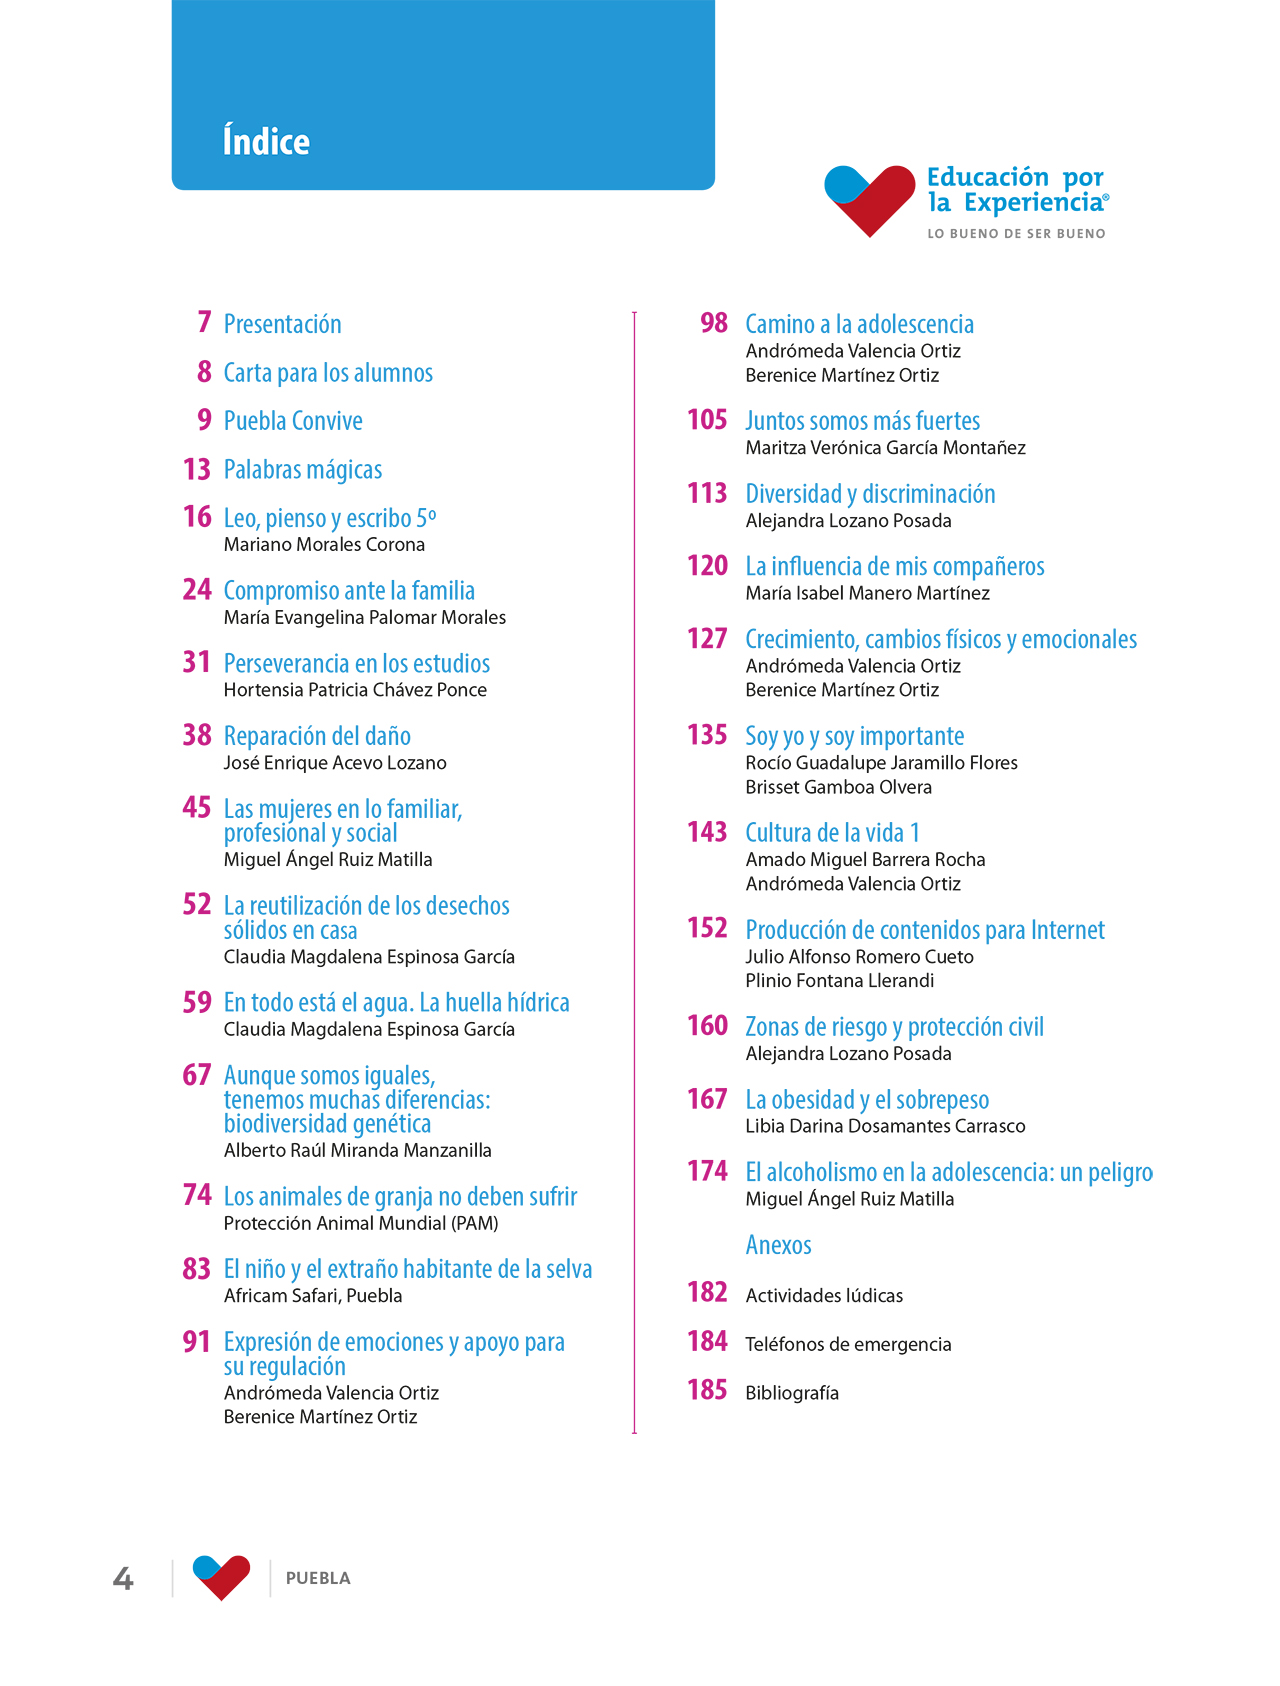 Índice
Educación por
la Experiencia®
LO BUENO DE SER BUENO
7 Presentación
8 Carta para los alumnos
9 Puebla Convive
13 Palabras mágicas
16 Leo, pienso y escribo 5º
Mariano Morales Corona
24 Compromiso ante la familia
María Evangelina Palomar Morales
31 Perseverancia en los estudios
Hortensia Patricia Chávez Ponce
38 Reparación del daño
José Enrique Acevo Lozano
45 Las mujeres en lo familiar,
profesional y social
Miguel Ángel Ruiz Matilla
52 La reutilización de los desechos
sólidos en casa
Claudia Magdalena Espinosa García
59 En todo está el agua. La huella hídrica
Claudia Magdalena Espinosa García
67 Aunque somos iguales,
tenemos muchas diferencias:
biodiversidad genética
Alberto Raúl Miranda Manzanilla
74 Los animales de granja no deben sufrir
Protección Animal Mundial (PAM)
83 El niño y el extraño habitante de la selva
Africam Safari, Puebla
91 Expresión de emociones y apoyo para
su regulación
Andrómeda Valencia Ortiz
Berenice Martínez Ortiz
98 Camino a la adolescencia
Andrómeda Valencia Ortiz
Berenice Martínez Ortiz
105 Juntos somos más fuertes
Maritza Verónica García Montañez
113 Diversidad y discriminación
Alejandra Lozano Posada
120 La influencia de mis compañeros
María Isabel Manero Martínez
127 Crecimiento, cambios físicos y emocionales
Andrómeda Valencia Ortiz
Berenice Martínez Ortiz
135 Soy yo y soy importante
Rocío Guadalupe Jaramillo Flores
Brisset Gamboa Olvera
143 Cultura de la vida 1
Amado Miguel Barrera Rocha
Andrómeda Valencia Ortiz
152 Producción de contenidos para Internet
Julio Alfonso Romero Cueto
Plinio Fontana Llerandi
160 Zonas de riesgo y protección civil
Alejandra Lozano Posada
167 La obesidad y el sobrepeso
Libia Darina Dosamantes Carrasco
174 El alcoholismo en la adolescencia: un peligro
Miguel Ángel Ruiz Matilla
Anexos
182 Actividades lúdicas
184 Teléfonos de emergencia
185 Bibliografía
4 PUEBLA